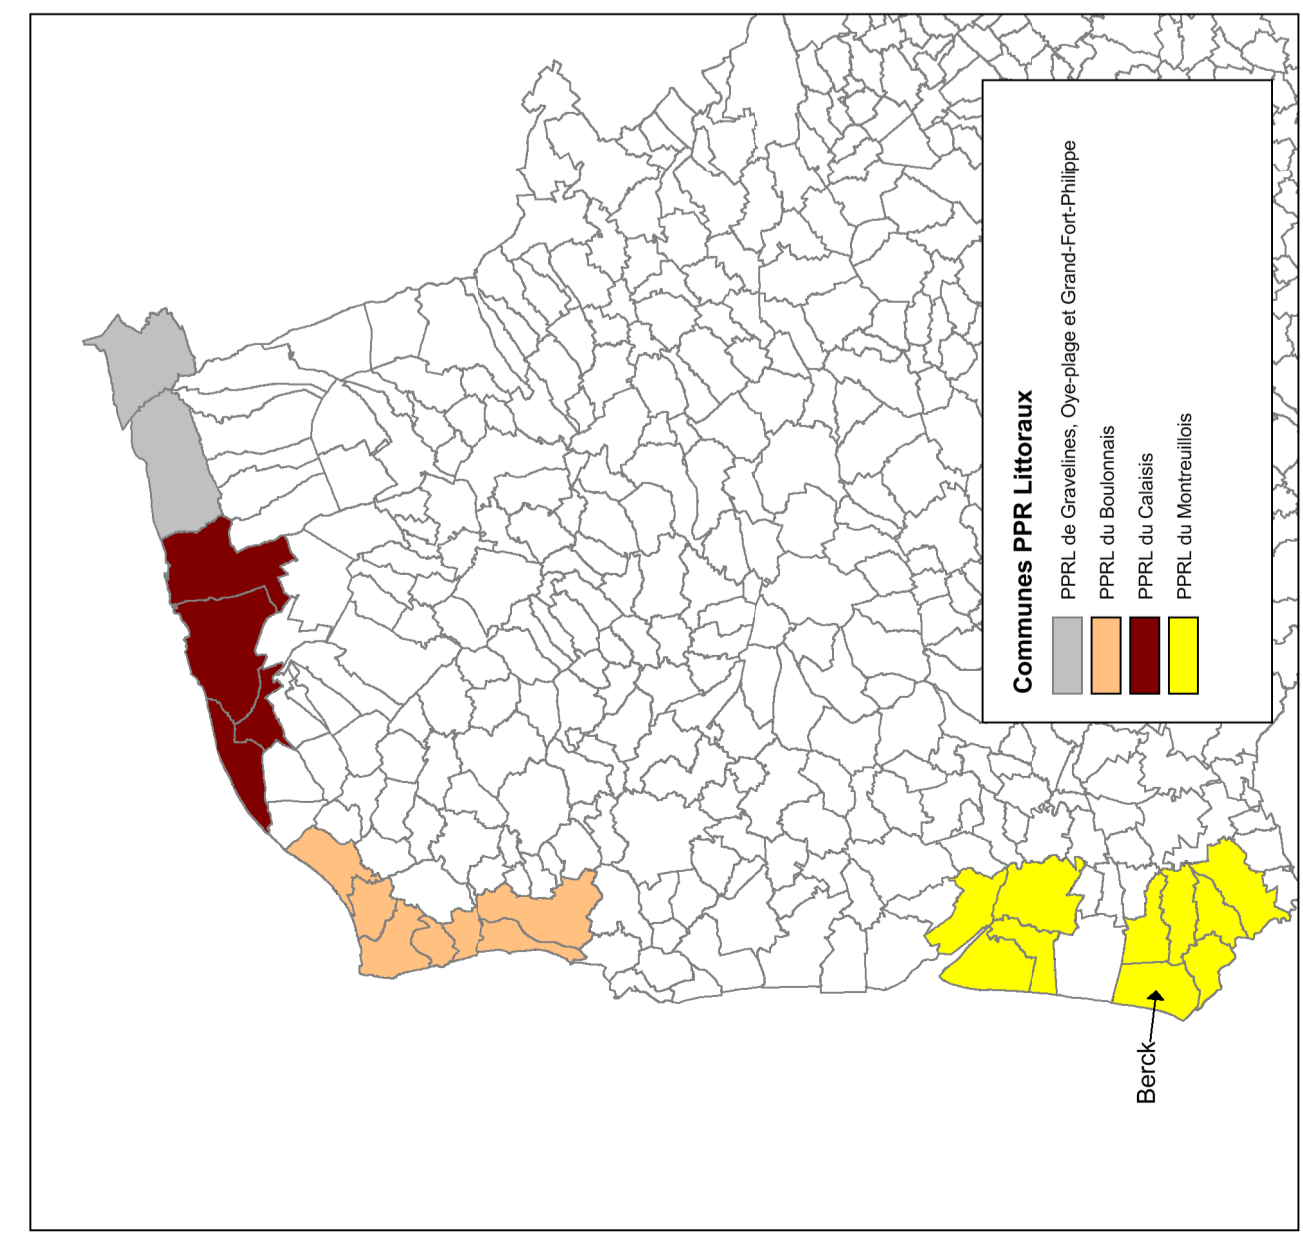 Communes PPR Littoraux
PPRL de Gravelines, Oye-plage et Grand-Fort-Philippe
PPRL du Boulonnais
PPRL du Calaisis
PPRL du Montreuillois
Berck